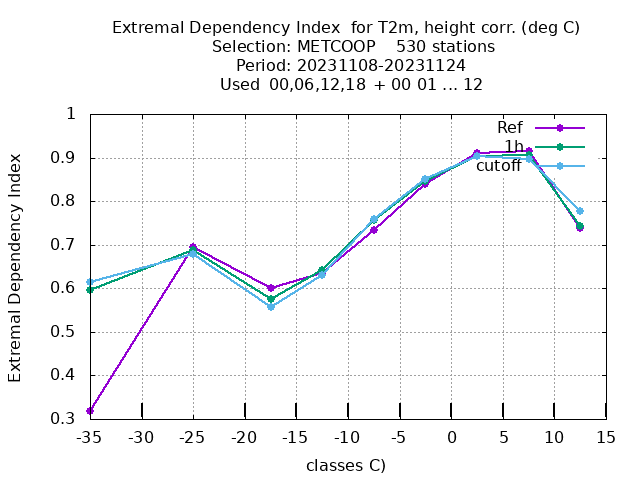 Extremal Dependency Index  for T2m, height corr. (deg C)
Selection: METCOOP    530 stations
Period: 20231108-20231124
Used  00,06,12,18  + 00 01 ... 12
Ref
1h
cutoff
Extremal Dependency Index
1
0.9
0.8
0.7
0.6
0.5
0.4
0.3
-35 -30 -25 -20 -15 -10 -5 0 5 10 15
classes C)